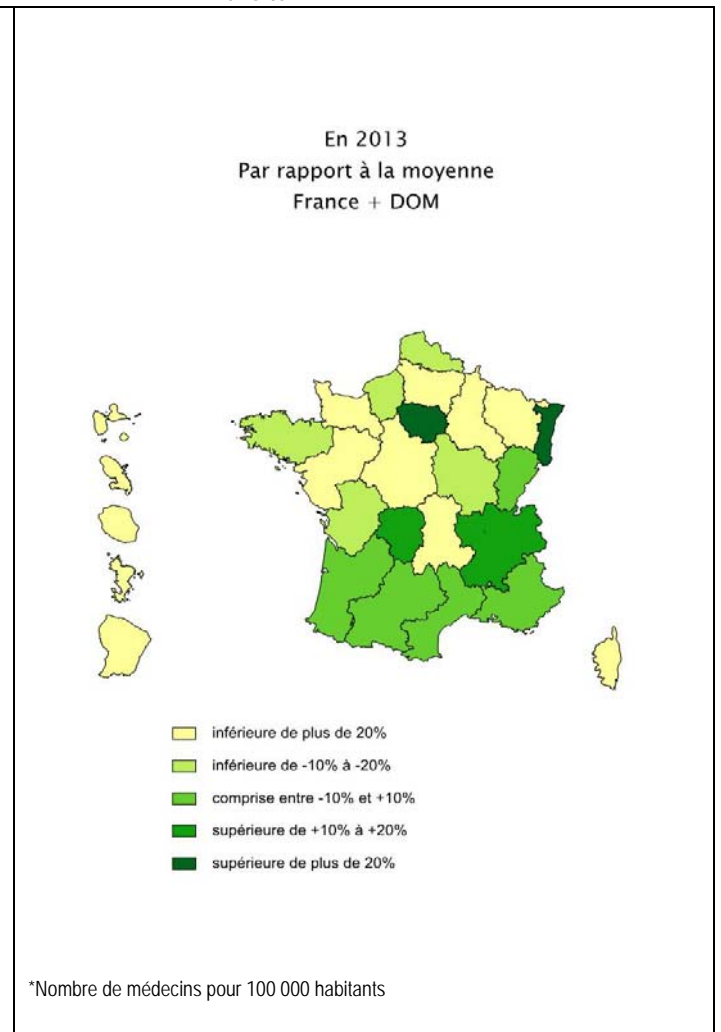 En 2013
Par rapport à la moyenne
France + DOM
inférieure de plus de 20%
inférieure de -10% à -20%
comprise entre -10% et +10%
supérieure de +10% à +20%
supérieure de plus de 20%
*Nombre de médecins pour 100 000 habitants